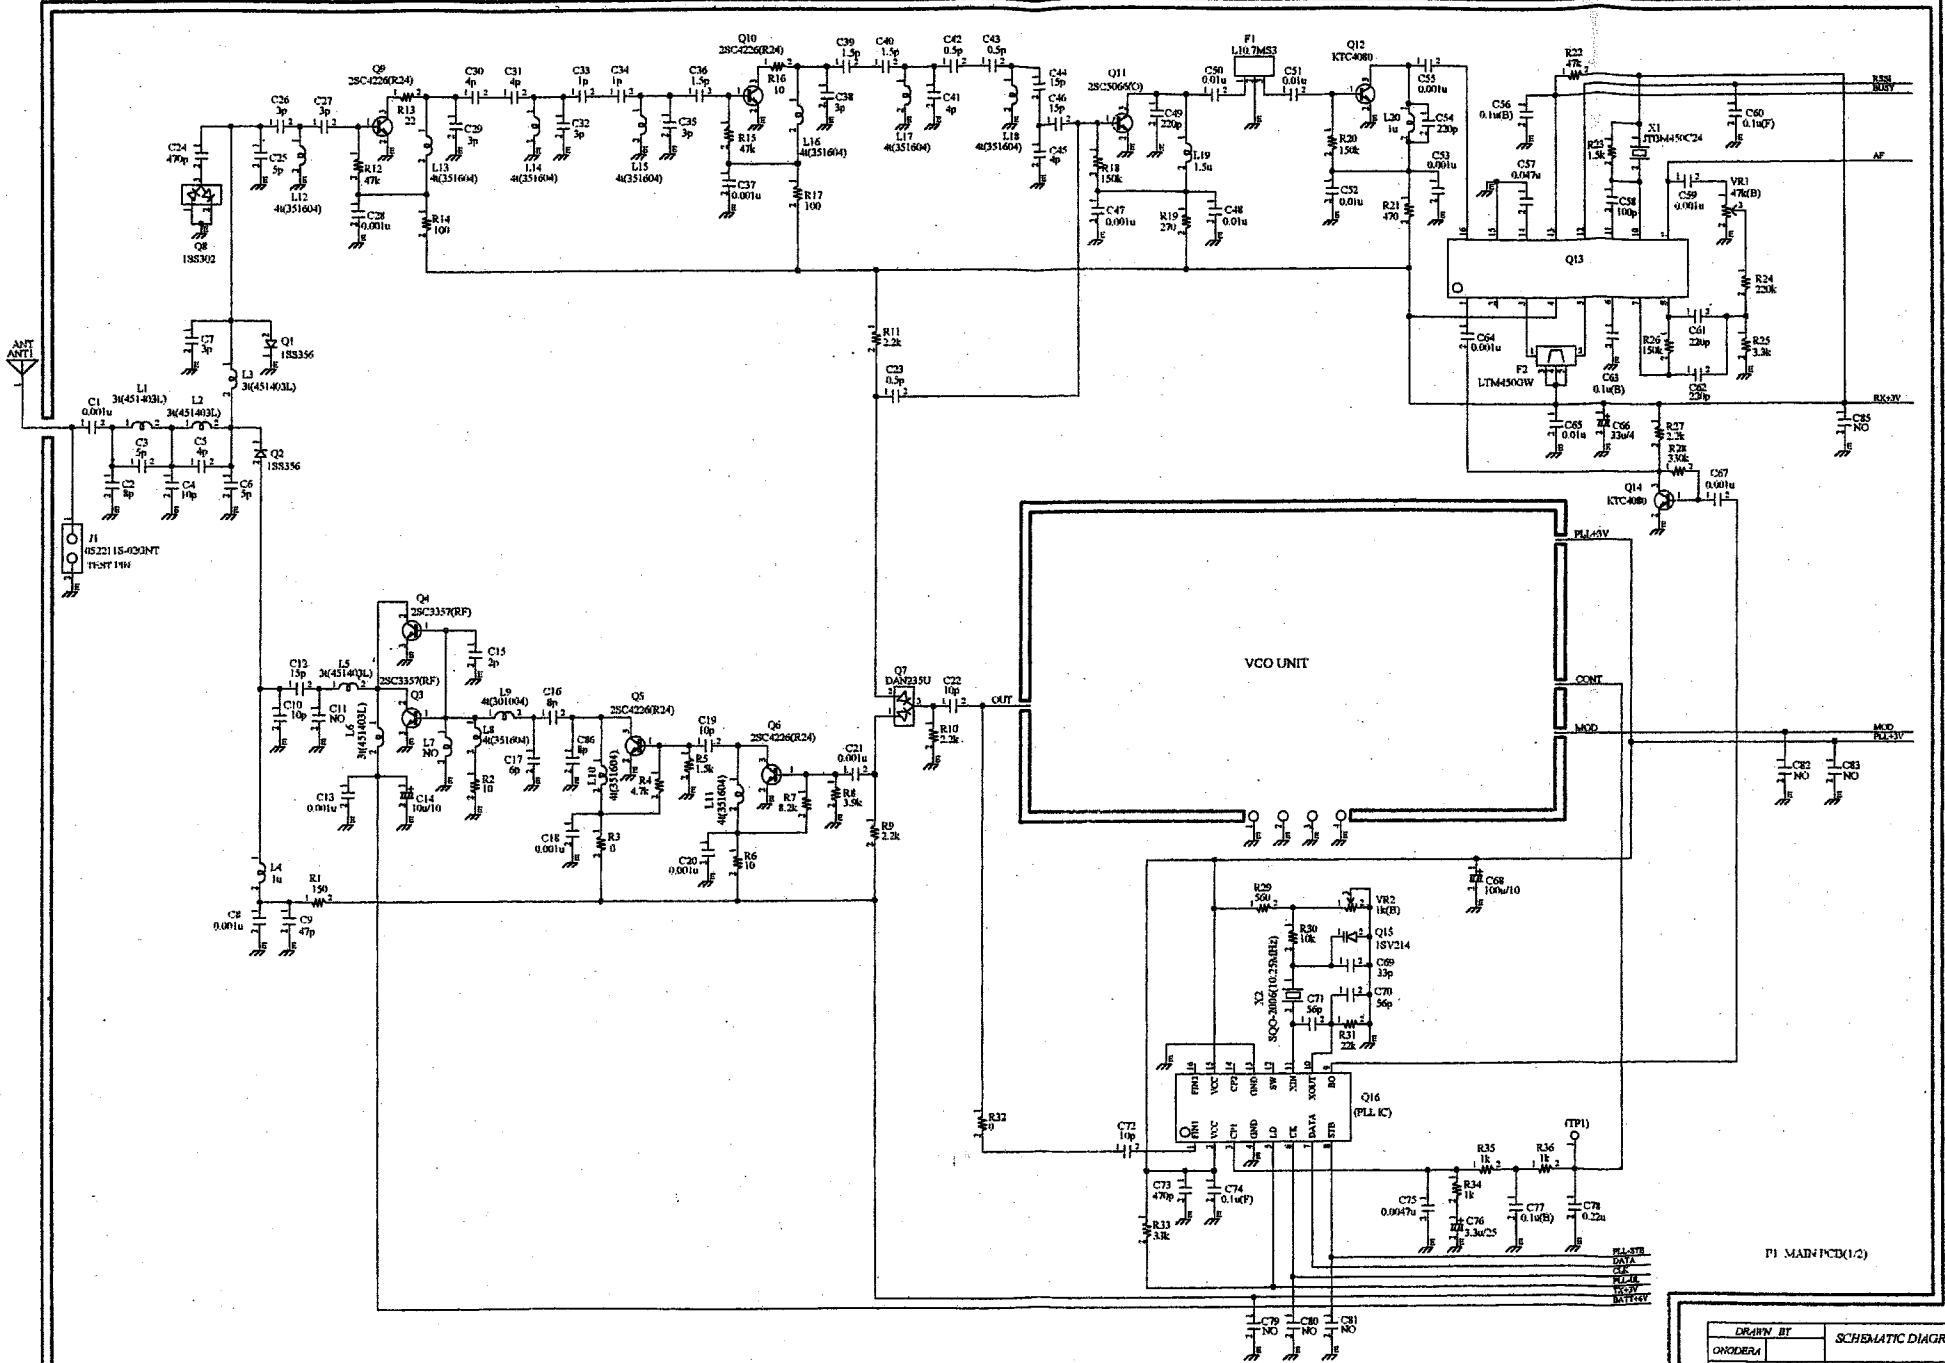 Q9
2SC4226(R24)
Q10
2SC4226(R24)
C24
470p
C25
5p
C26
3p
C27
3p
L12
4t(351604)
Q8
1SS302
R12
47k
C28
0.001u
R13
22
R14
100
L13
4t(351604)
C29
3p
C30
4p
C31
4p
L14
4t(351604)
C32
3p
C33
1p
C34
1p
L15
4t(351604)
C35
3p
C36
1.5p
R15
47k
C37
0.001u
R16
10
L16
4t(351604)
R17
100
C38
3p
C39
1.5p
C40
1.5p
L17
4t(351604)
C41
4p
C42
0.5p
C43
0.5p
L18
4t(351604)
C44
15p
C46
15p
C45
4p
Q11
2SC5066(O)
R18
150k
C47
0.001u
C49
220p
L19
1.5u
R19
270
C48
0.01u
C50
0.01u
F1
L10.7MS3
C51
0.01u
Q12
KTC4080
R20
150k
C52
0.01u
L20
1u
C54
220p
C55
0.001u
C53
0.001u
R21
470
C56
0.1u(B)
C57
0.047u
R22
47k
R23
1.5k
X1
C58
100p
C59
0.001u
VR1
47k(B)
C60
0.1u(F)
RSSI
BUSY
AF
Q13
R24
220k
R25
3.3k
C61
220p
C62
220p
R26
150k
C63
0.1u(B)
C64
0.001u
F2
LTM450GW
C65
0.01u
C66
33u/4
R27
2.2k
R28
330k
Q14
KTC4080
C67
0.001u
RX+3V
C85
NO
ANT
ANT1
C1
0.001u
L1
3t(451403L)
L2
3t(451403L)
C3
5p
C5
4p
C2
8p
C4
10p
C6
5p
C7
3p
Q1
1SS356
L3
3t(451403L)
Q2
1SS356
J1
TEST PIN
R11
2.2k
C23
0.5p
Q4
2SC3357(RF)
C15
2p
C12
15p
L5
3t(451403L)
2SC3357(RF)
Q3
C10
10p
C11
NO
L6
3t(451403L)
L7
NO
L8
4t(351604)
L9
4t(301004)
C16
8p
R2
10
C17
6p
C86
8p
L10
4t(351604)
Q5
2SC4226(R24)
R4
4.7k
R5
1.5k
C19
10p
L11
4t(351604)
Q6
2SC4226(R24)
R7
8.2k
R8
3.9k
C21
0.001u
Q7
DAN235U
C22
10p
R10
2.2k
OUT
R9
2.2k
C13
0.001u
C14
10u/10
C18
0.001u
R3
0
C20
0.001u
R6
10
L4
1u
R1
150
C8
0.001u
C9
47p
VCO UNIT
PLL+3V
CONT
MOD
MOD
PLL+3V
C82
NO
C83
NO
C68
100u/10
R29
560
VR2
1k(B)
R30
10k
Q15
1SV214
C69
33p
X2
SQO-2006(10.25MHz)
C71
56p
C70
56p
R31
22k
FIN2
VCC
CP2
GND
SW
XIN
XOUT
BO
Q16
(PLL IC)
FIN1
VCC
CP1
GND
LD
CK
DATA
STB
R32
0
C72
10p
C73
470p
C74
0.1u(F)
R33
33k
C75
0.0047u
R34
1k
C76
3.3u/25
R35
1k
R36
1k
(TP1)
C77
0.1u(B)
C78
0.22u
PLL-STB
DATA
CLK
PLL-UL
TX+3V
BATT+6V
C79
NO
C80
NO
C81
NO
P1 MAIN PCB(1/2)
DRAWN BY
SCHEMATIC DIAGR
ONODERA